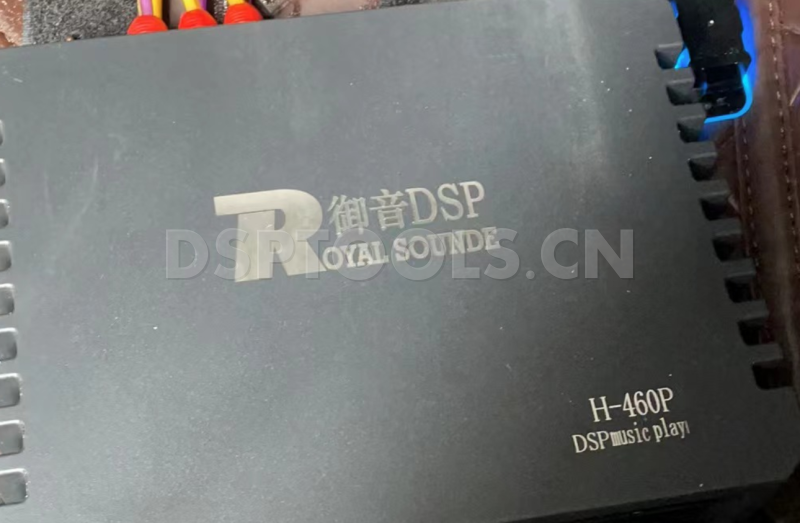 御音DSP
ROYAL SOUNDE
DSPTOOLS.CN
H-460P
DSPmusic play